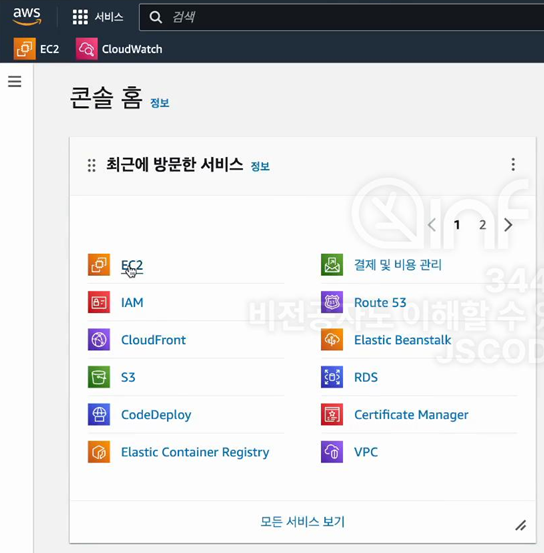 aws
서비스
검색
EC2
CloudWatch
콘솔 홈 정보
최근에 방문한 서비스 정보
1 2
EC2
결제 및 비용 관리
IAM
Route 53
CloudFront
Elastic Beanstalk
S3
RDS
CodeDeploy
Certificate Manager
Elastic Container Registry
VPC
모든 서비스 보기
inf
344
비전공자도 이해할 수
JSCOD